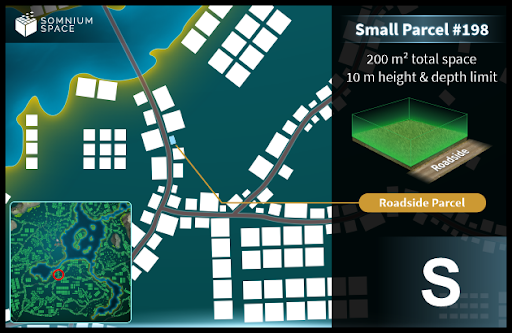 SOMNIUM
SPACE
Small Parcel #198
200 m² total space
10 m height & depth limit
Roadside
Roadside Parcel
S